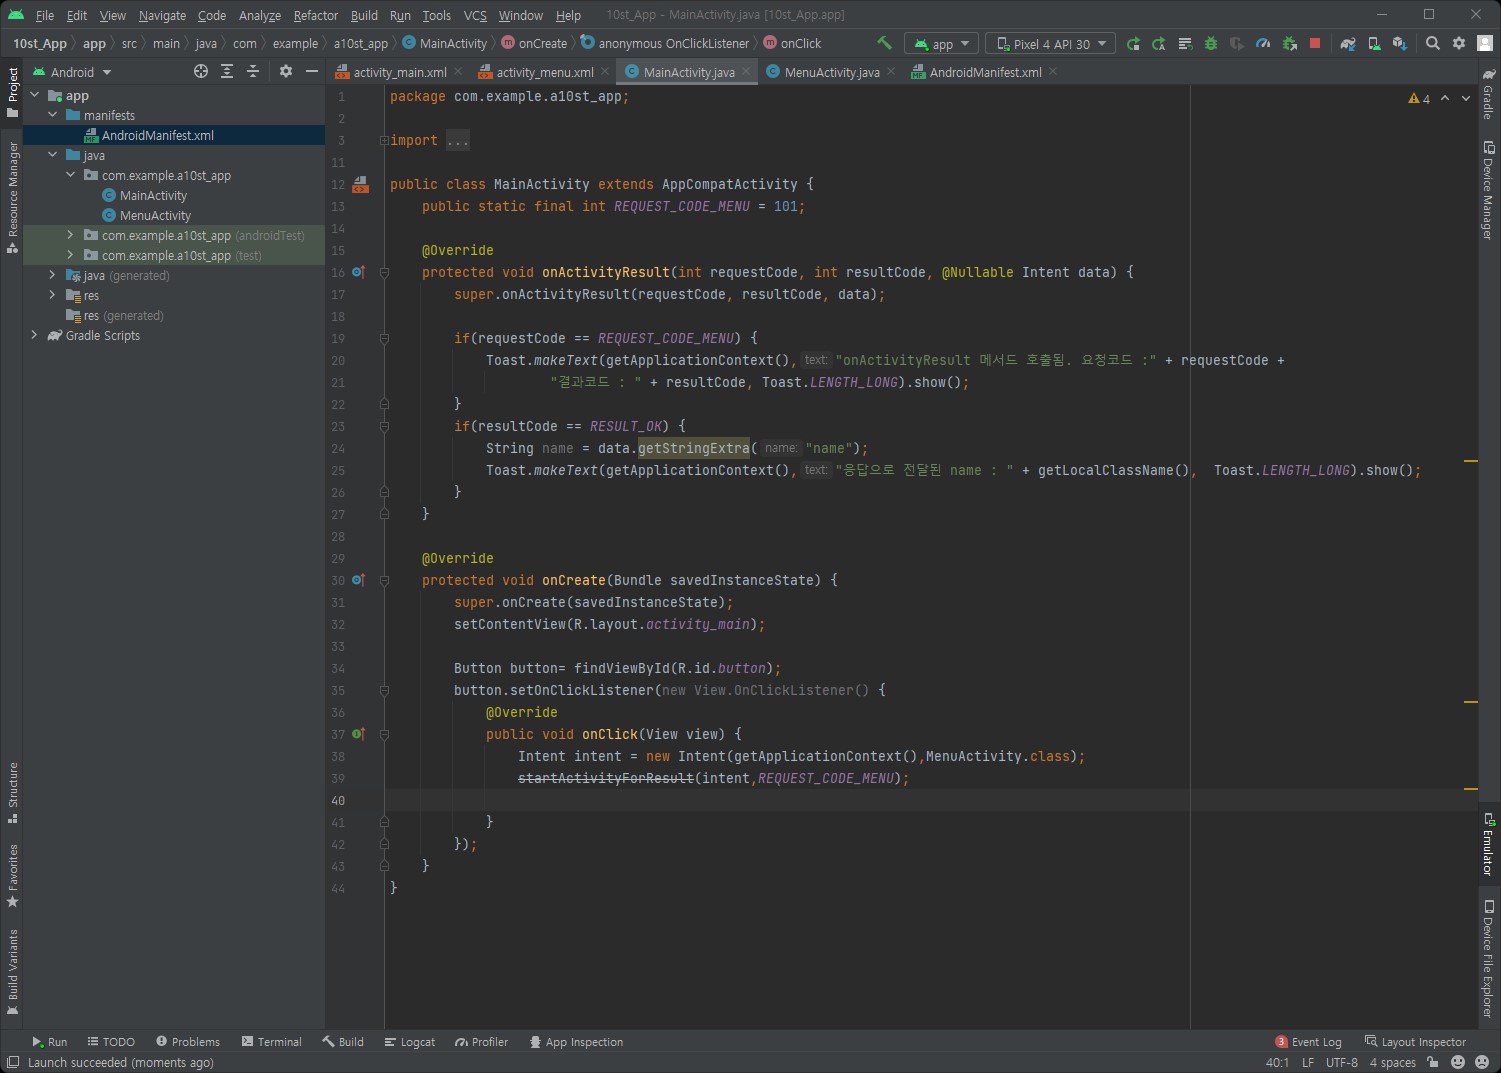 File Edit View Navigate Code Analyze Refactor Build Run Tools VCS Window Help 10st_App - MainActivity.java [10st_App.app]
10st_App app src main java com example a10st_app MainActivity onCreate anonymous OnClickListener onClick app Pixel 4 API 30
Android activity_main.xml activity_menu.xml MainActivity.java MenuActivity.java AndroidManifest.xml
Project
Resource Manager
Structure
Favorites
Build Variants
app
manifests
AndroidManifest.xml
java
com.example.a10st_app
MainActivity
MenuActivity
com.example.a10st_app (androidTest)
com.example.a10st_app (test)
java (generated)
res
res (generated)
Gradle Scripts
4
1 package com.example.a10st_app;
2
3 import ...
11
12 public class MainActivity extends AppCompatActivity {
13 public static final int REQUEST_CODE_MENU = 101;
14
15 @Override
16 protected void onActivityResult(int requestCode, int resultCode, @Nullable Intent data) {
17 super.onActivityResult(requestCode, resultCode, data);
18
19 if(requestCode == REQUEST_CODE_MENU) {
20 Toast.makeText(getApplicationContext(), text: "onActivityResult 메서드 호출됨. 요청코드 :" + requestCode +
21 "결과코드 : " + resultCode, Toast.LENGTH_LONG).show();
22 }
23 if(resultCode == RESULT_OK) {
24 String name = data.getStringExtra( name: "name");
25 Toast.makeText(getApplicationContext(), text: "응답으로 전달된 name : " + getLocalClassName(), Toast.LENGTH_LONG).show();
26 }
27 }
28
29 @Override
30 protected void onCreate(Bundle savedInstanceState) {
31 super.onCreate(savedInstanceState);
32 setContentView(R.layout.activity_main);
33
34 Button button= findViewById(R.id.button);
35 button.setOnClickListener(new View.OnClickListener() {
36 @Override
37 public void onClick(View view) {
38 Intent intent = new Intent(getApplicationContext(),MenuActivity.class);
39 startActivityForResult(intent,REQUEST_CODE_MENU);
40
41 }
42 });
43 }
44 }
Gradle
Device Manager
Emulator
Device File Explorer
Run TODO Problems Terminal Build Logcat Profiler App Inspection 3 Event Log Layout Inspector
Launch succeeded (moments ago) 40:1 LF UTF-8 4 spaces